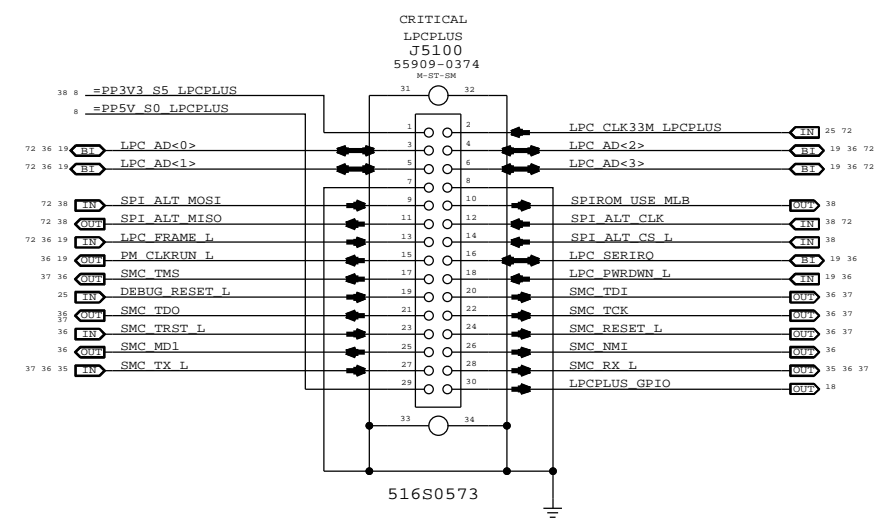 CRITICAL
LPCPLUS
J5100
55909-0374
M-ST-SM
31 32
38 8 =PP3V3_S5_LPCPLUS
8 =PP5V_S0_LPCPLUS
1 2 LPC_CLK33M_LPCPLUS IN 25 72
72 36 19 BI LPC_AD<0> 3 4 LPC_AD<2> BI 19 36 72
72 36 19 BI LPC_AD<1> 5 6 LPC_AD<3> BI 19 36 72
7 8
72 38 IN SPI_ALT_MOSI 9 10 SPIROM_USE_MLB OUT 38
72 38 OUT SPI_ALT_MISO 11 12 SPI_ALT_CLK IN 38 72
72 36 19 IN LPC_FRAME_L 13 14 SPI_ALT_CS_L IN 38
36 19 OUT PM_CLKRUN_L 15 16 LPC_SERIRQ BI 19 36
37 36 OUT SMC_TMS 17 18 LPC_PWRDWN_L IN 19 36
25 IN DEBUG_RESET_L 19 20 SMC_TDI OUT 36 37
36 37 OUT SMC_TDO 21 22 SMC_TCK OUT 36 37
36 IN SMC_TRST_L 23 24 SMC_RESET_L OUT 36 37
36 OUT SMC_MD1 25 26 SMC_NMI OUT 36
37 36 35 IN SMC_TX_L 27 28 SMC_RX_L OUT 35 36 37
29 30 LPCPLUS_GPIO OUT 18
33 34
516S0573